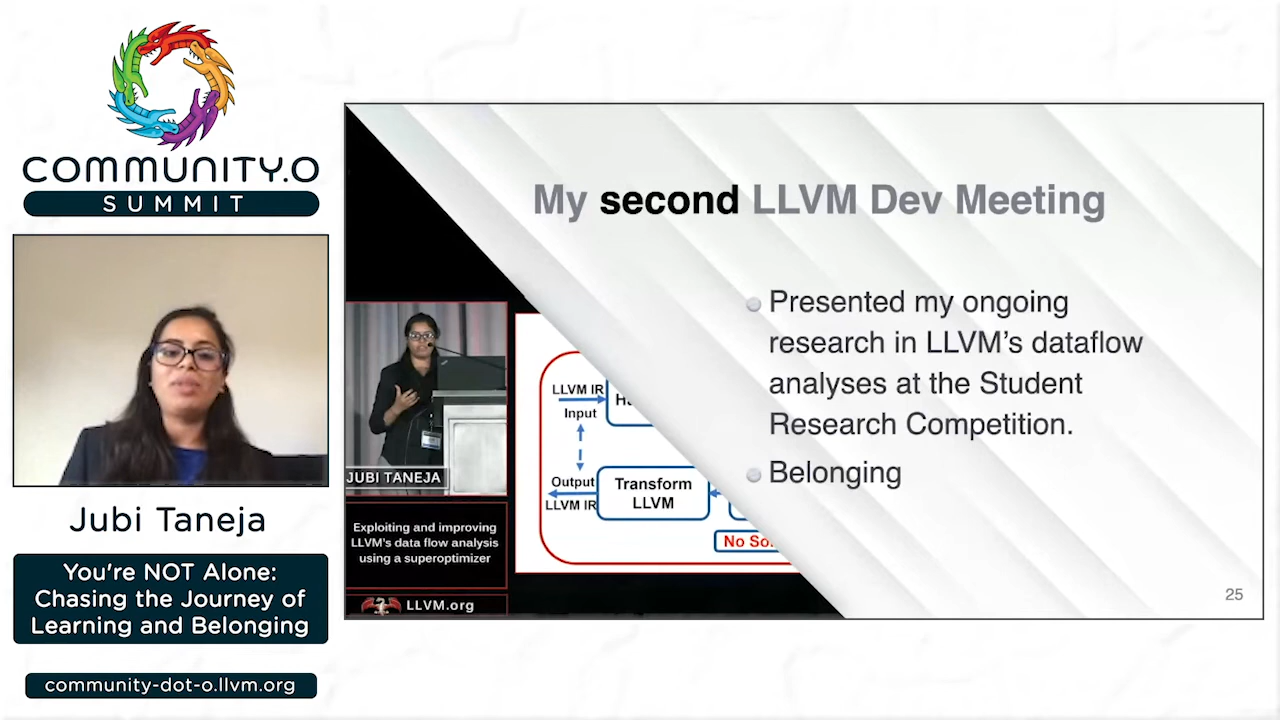 COMMUNITY.O
SUMMIT
Jubi Taneja
You're NOT Alone:
Chasing the Journey of
Learning and Belonging
community-dot-o.llvm.org
My second LLVM Dev Meeting
Presented my ongoing
research in LLVM's dataflow
analyses at the Student
Research Competition.
Belonging
25
JUBI TANEJA
Exploiting and improving
LLVM's data flow analysis
using a superoptimizer
LLVM.org
LLVM IR
Input
Output
LLVM IR
Transform
LLVM
No